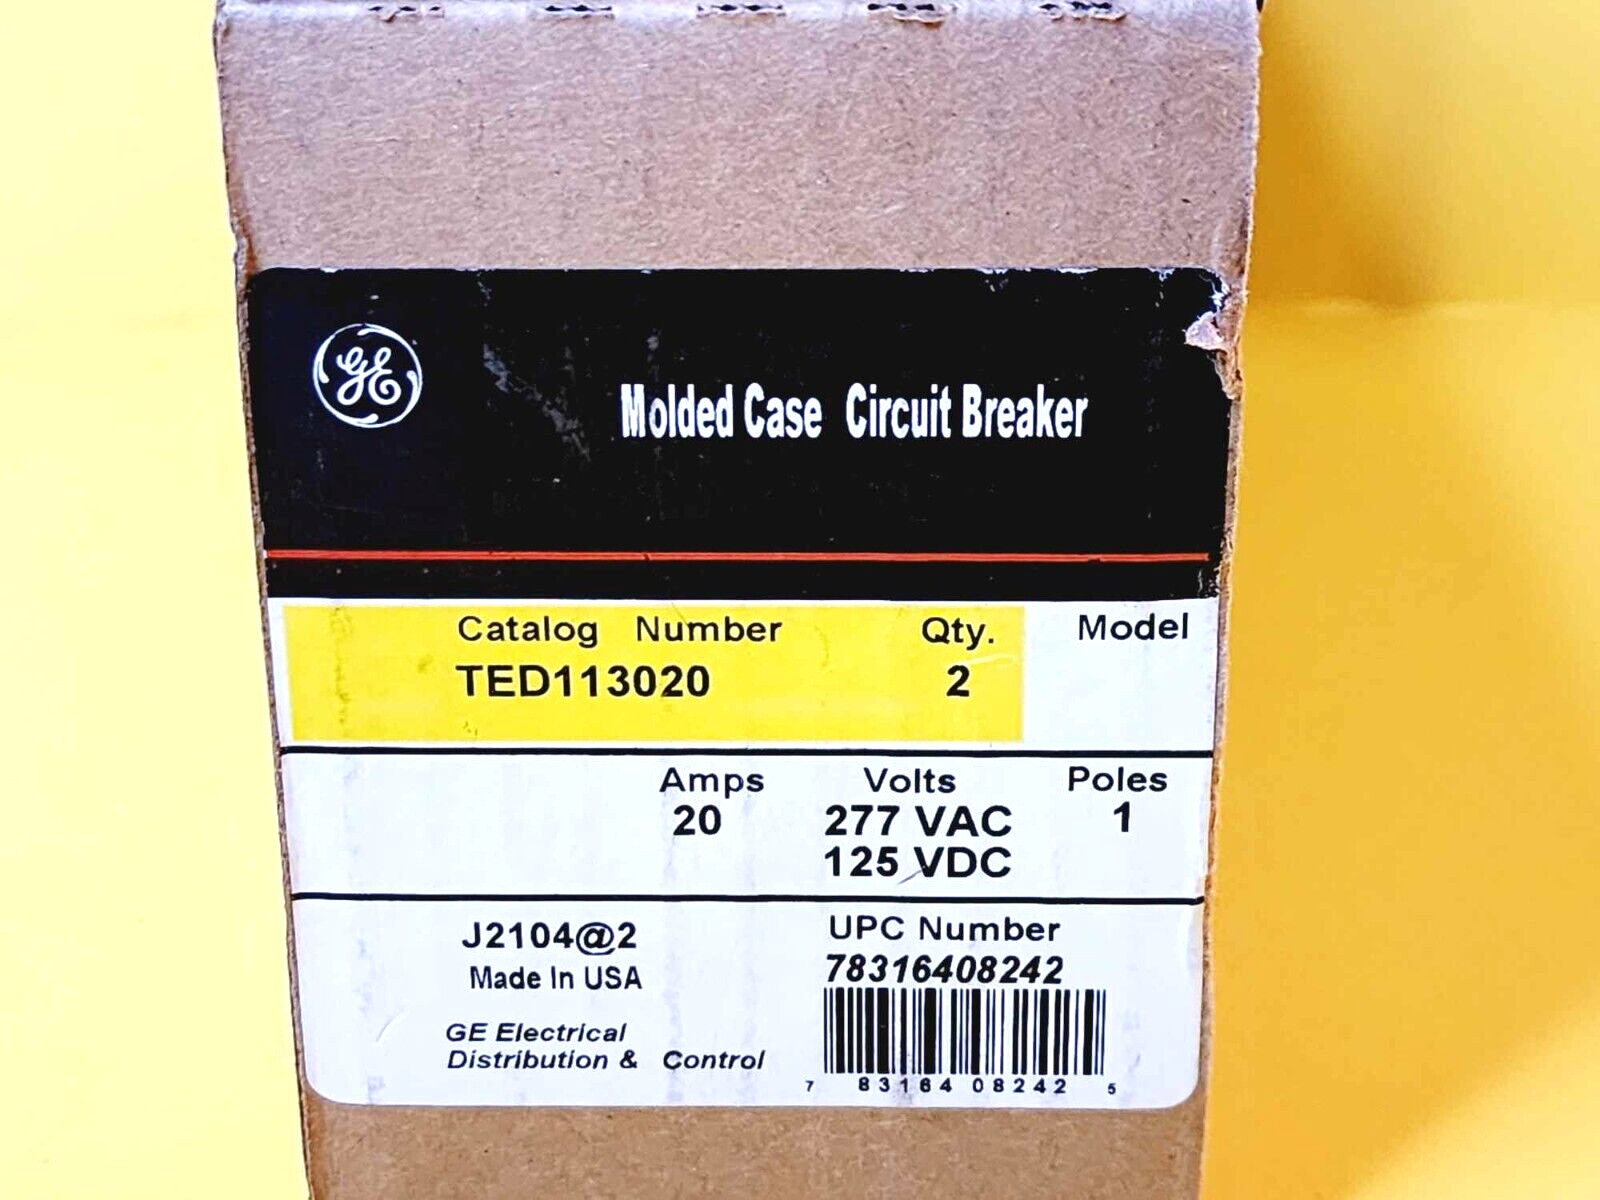 GE
Molded Case Circuit Breaker
Catalog Number Qty. Model
TED113020 2
Amps Volts Poles
20 277 VAC 1
125 VDC
J2104@2 UPC Number
Made In USA 78316408242
GE Electrical
Distribution & Control
7 83164 08242 5